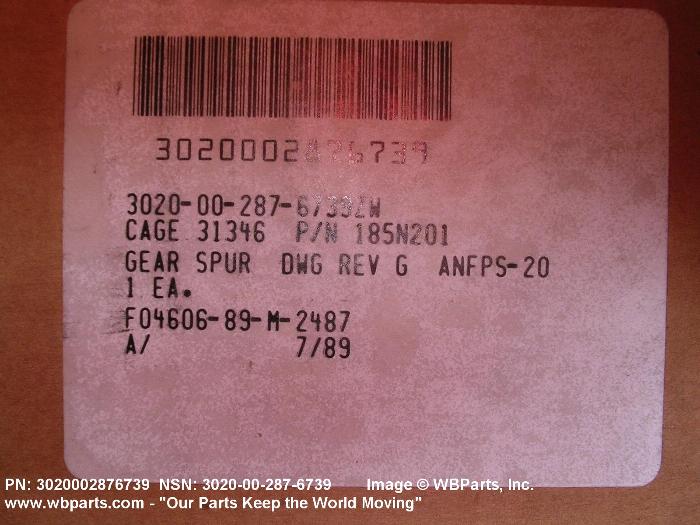 3020002876739
3020-00-287-6739ZW
CAGE 31346 P/N 185N201
GEAR SPUR DWG REV G ANFPS-20
1 EA.
F04606-89-M-2487
A/ 7/89
PN: 3020002876739 NSN: 3020-00-287-6739 Image © WBParts, Inc.
www.wbparts.com - "Our Parts Keep the World Moving"